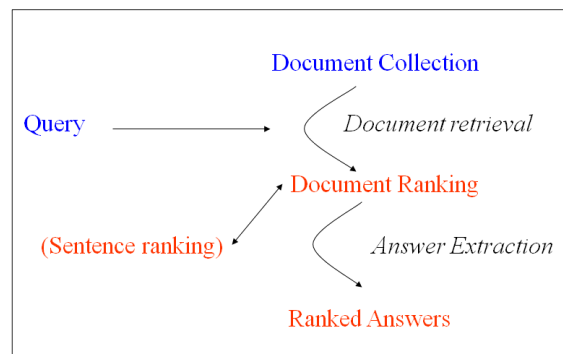 Document Collection
Query
Document retrieval
Document Ranking
(Sentence ranking)
Answer Extraction
Ranked Answers